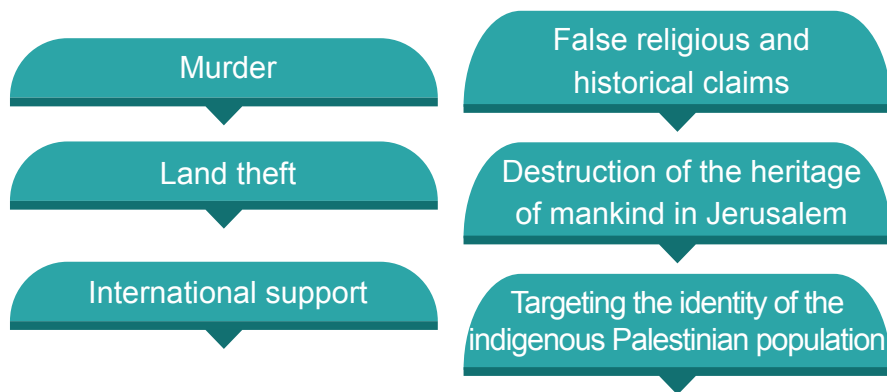 Murder
Land theft
International support
False religious and
historical claims
Destruction of the heritage
of mankind in Jerusalem
Targeting the identity of the
indigenous Palestinian population